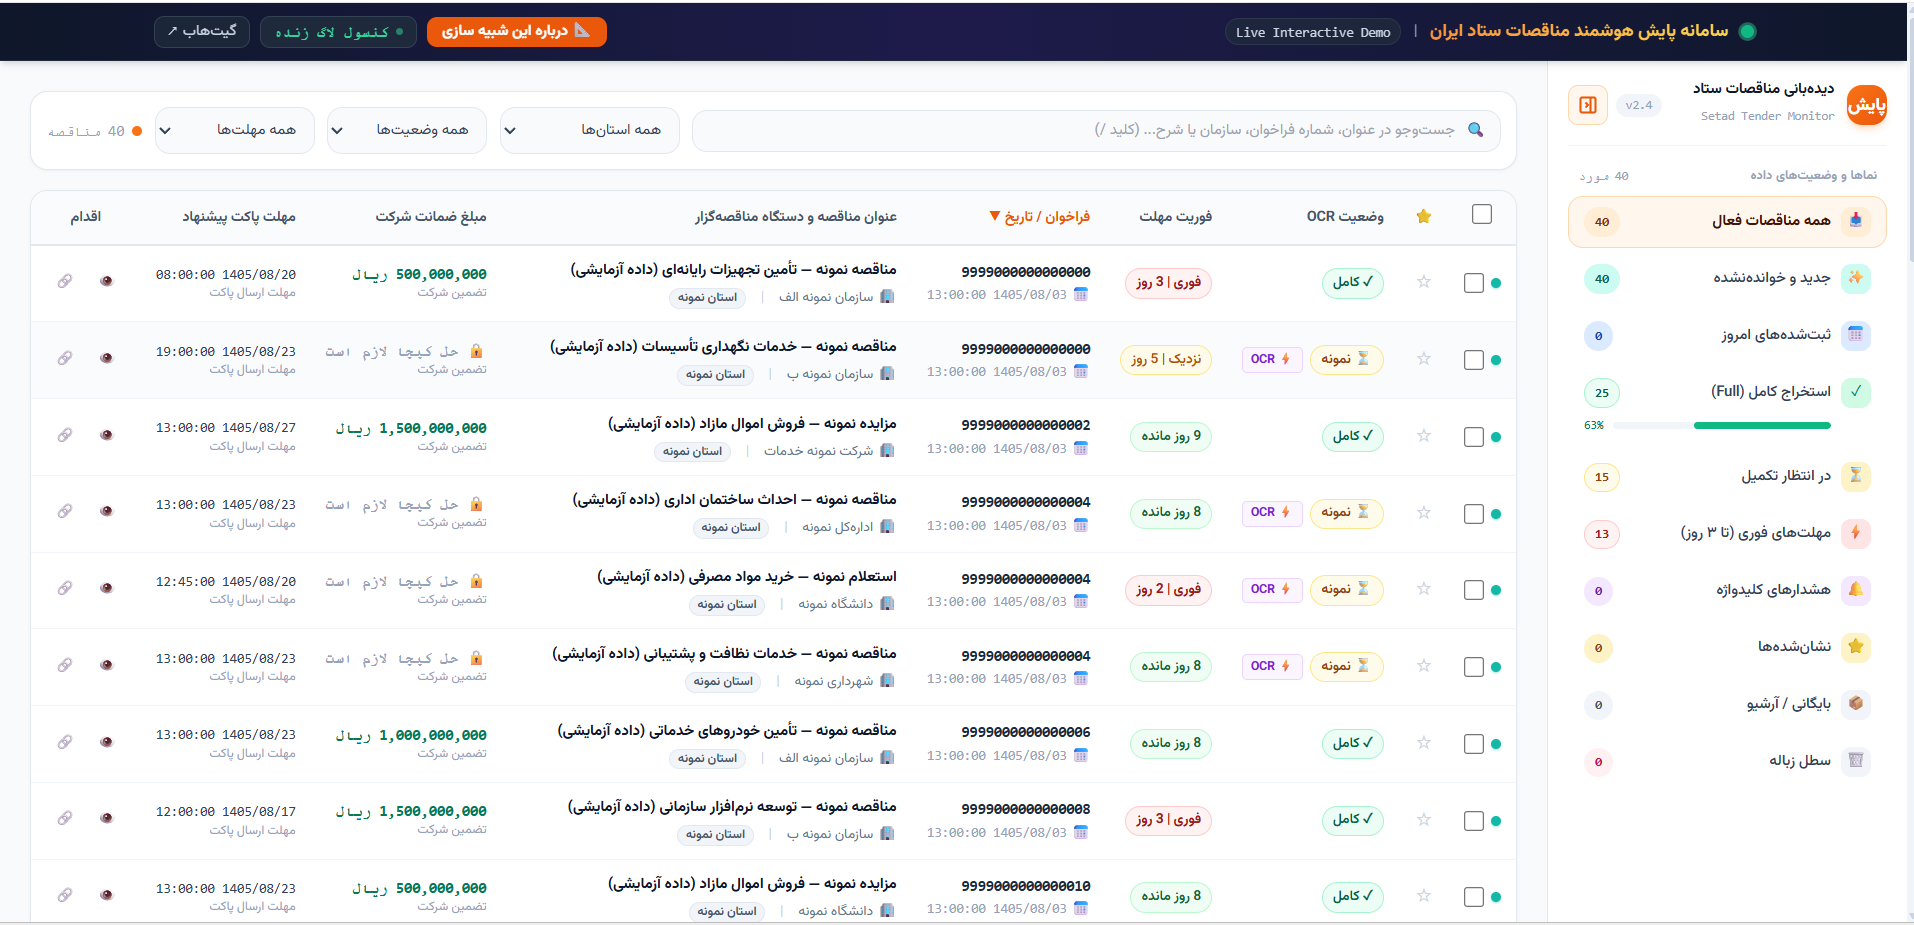 سامانه پایش هوشمند مناقصات ستاد ایران | Live Interactive Demo
درباره این شبیه سازی
کنسول لاگ زنده
گیت‌هاب ↗
پایش
دیده‌بانی مناقصات ستاد
Setad Tender Monitor
v2.4
نماها و وضعیت‌های داده 40 مورد
همه مناقصات فعال 40
جدید و خوانده‌نشده 40
ثبت‌شده‌های امروز 0
استخراج کامل (Full) 25
63%
در انتظار تکمیل 15
مهلت‌های فوری (تا ۳ روز) 13
هشدارهای کلیدواژه 0
نشان‌شده‌ها 0
بایگانی / آرشیو 0
سطل زباله 0
جست‌وجو در عنوان، شماره فراخوان، سازمان یا شرح... (کلید /)
همه استان‌ها
همه وضعیت‌ها
همه مهلت‌ها
40 مناقصه
وضعیت OCR فوریت مهلت فراخوان / تاریخ ▼ عنوان مناقصه و دستگاه مناقصه‌گزار مبلغ ضمانت شرکت مهلت پاکت پیشنهاد اقدام
✓ کامل فوری | 3 روز 9999000000000000 مناقصه نمونه — تأمین تجهیزات رایانه‌ای (داده آزمایشی) 500,000,000 ریال 1405/08/20 08:00:00
1405/08/03 13:00:00 سازمان نمونه الف | استان نمونه تضمین شرکت مهلت ارسال پاکت
نمونه OCR نزدیک | 5 روز 9999000000000000 مناقصه نمونه — خدمات نگهداری تأسیسات (داده آزمایشی) حل کپچا لازم است 1405/08/23 19:00:00
1405/08/03 13:00:00 سازمان نمونه ب | استان نمونه تضمین شرکت مهلت ارسال پاکت
✓ کامل 9 روز مانده 9999000000000002 مزایده نمونه — فروش اموال مازاد (داده آزمایشی) 1,500,000,000 ریال 1405/08/27 13:00:00
1405/08/03 13:00:00 شرکت نمونه خدمات | استان نمونه تضمین شرکت مهلت ارسال پاکت
نمونه OCR 8 روز مانده 9999000000000004 مناقصه نمونه — احداث ساختمان اداری (داده آزمایشی) حل کپچا لازم است 1405/08/23 13:00:00
1405/08/03 13:00:00 اداره‌کل نمونه | استان نمونه تضمین شرکت مهلت ارسال پاکت
نمونه OCR فوری | 2 روز 9999000000000004 استعلام نمونه — خرید مواد مصرفی (داده آزمایشی) حل کپچا لازم است 1405/08/20 12:45:00
1405/08/03 13:00:00 دانشگاه نمونه | استان نمونه تضمین شرکت مهلت ارسال پاکت
نمونه OCR 8 روز مانده 9999000000000004 مناقصه نمونه — خدمات نظافت و پشتیبانی (داده آزمایشی) حل کپچا لازم است 1405/08/23 13:00:00
1405/08/03 13:00:00 شهرداری نمونه | استان نمونه تضمین شرکت مهلت ارسال پاکت
✓ کامل 8 روز مانده 9999000000000006 مناقصه نمونه — تأمین خودروهای خدماتی (داده آزمایشی) 1,000,000,000 ریال 1405/08/23 13:00:00
1405/08/03 13:00:00 سازمان نمونه الف | استان نمونه تضمین شرکت مهلت ارسال پاکت
✓ کامل فوری | 3 روز 9999000000000008 مناقصه نمونه — توسعه نرم‌افزار سازمانی (داده آزمایشی) 1,500,000,000 ریال 1405/08/17 12:00:00
1405/08/03 13:00:00 سازمان نمونه ب | استان نمونه تضمین شرکت مهلت ارسال پاکت
✓ کامل 8 روز مانده 9999000000000010 مزایده نمونه — فروش اموال مازاد (داده آزمایشی) 500,000,000 ریال 1405/08/23 13:00:00
1405/08/03 13:00:00 دانشگاه نمونه | استان نمونه تضمین شرکت مهلت ارسال پاکت